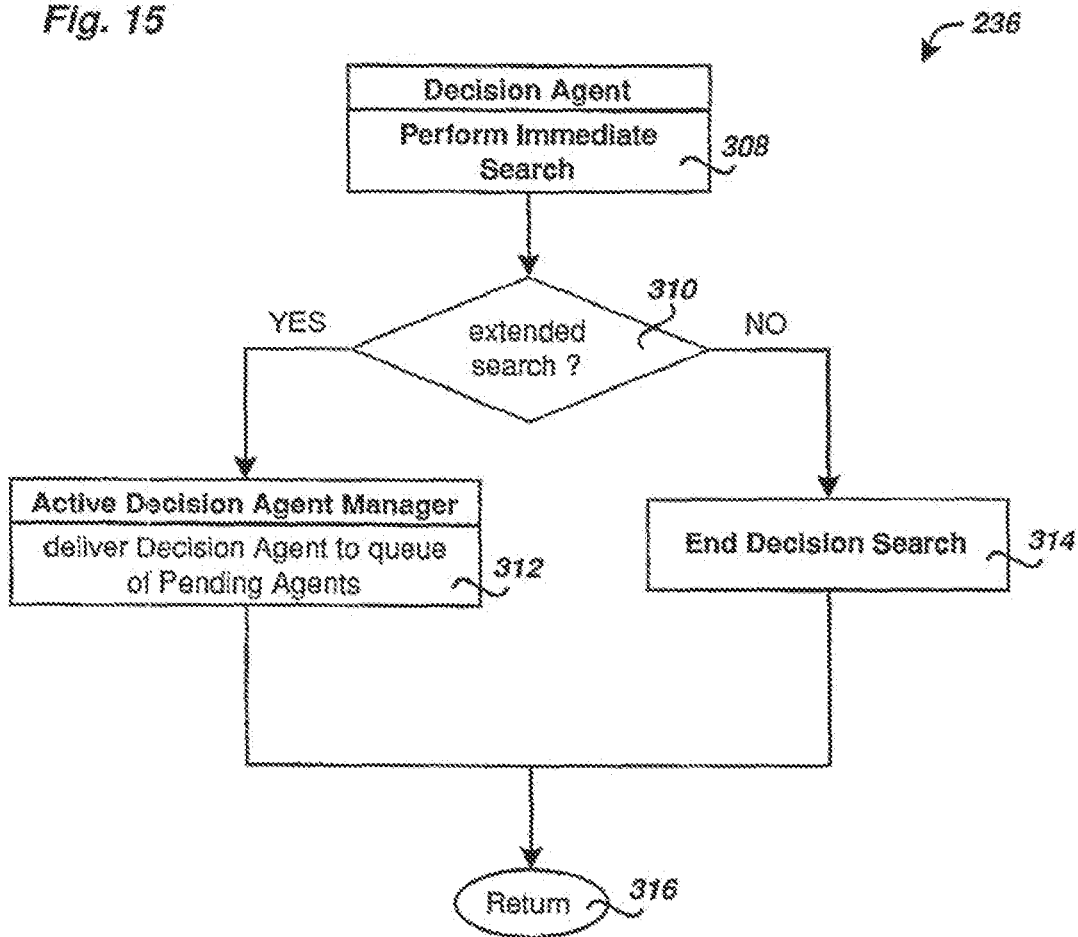 Fig. 15
236
Decision Agent
Perform Immediate
Search
308
310
YES
extended
search ?
NO
Active Decision Agent Manager
deliver Decision Agent to queue
of Pending Agents
312
End Decision Search
314
Return
316